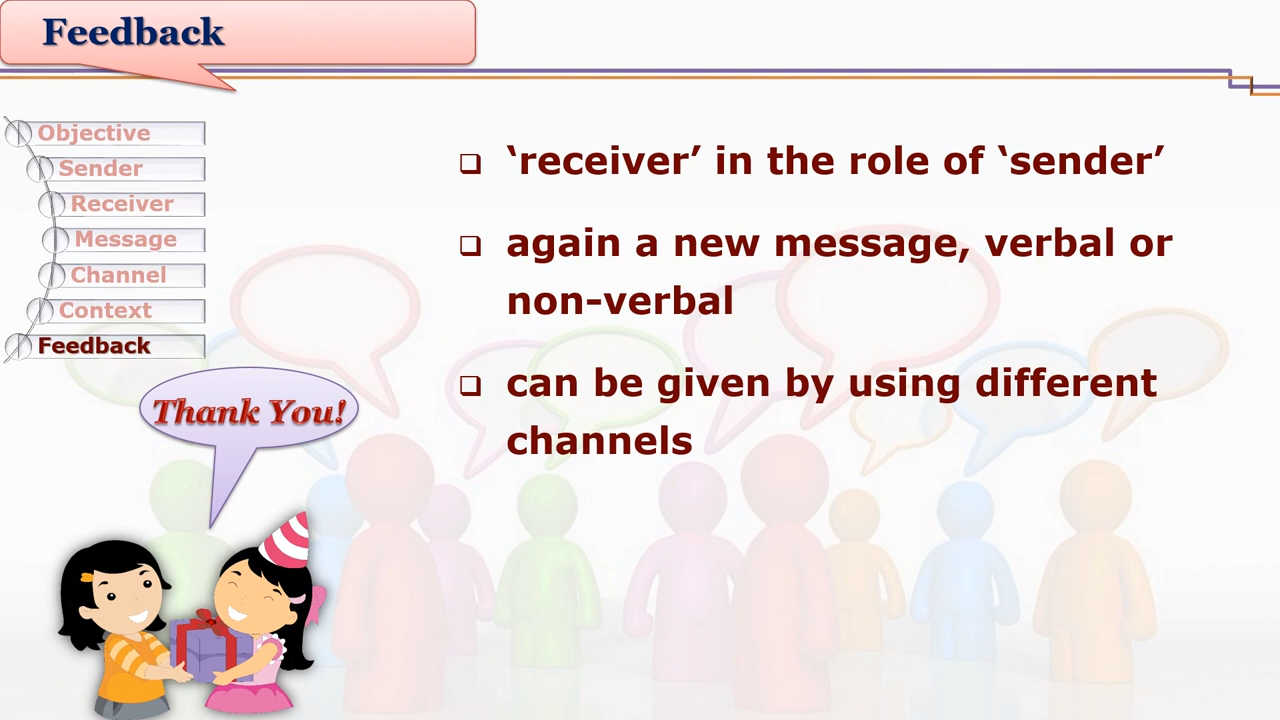 Feedback
Objective
Sender
Receiver
Message
Channel
Context
Feedback
Thank You!
‘receiver’ in the role of ‘sender’
again a new message, verbal or
non-verbal
can be given by using different
channels